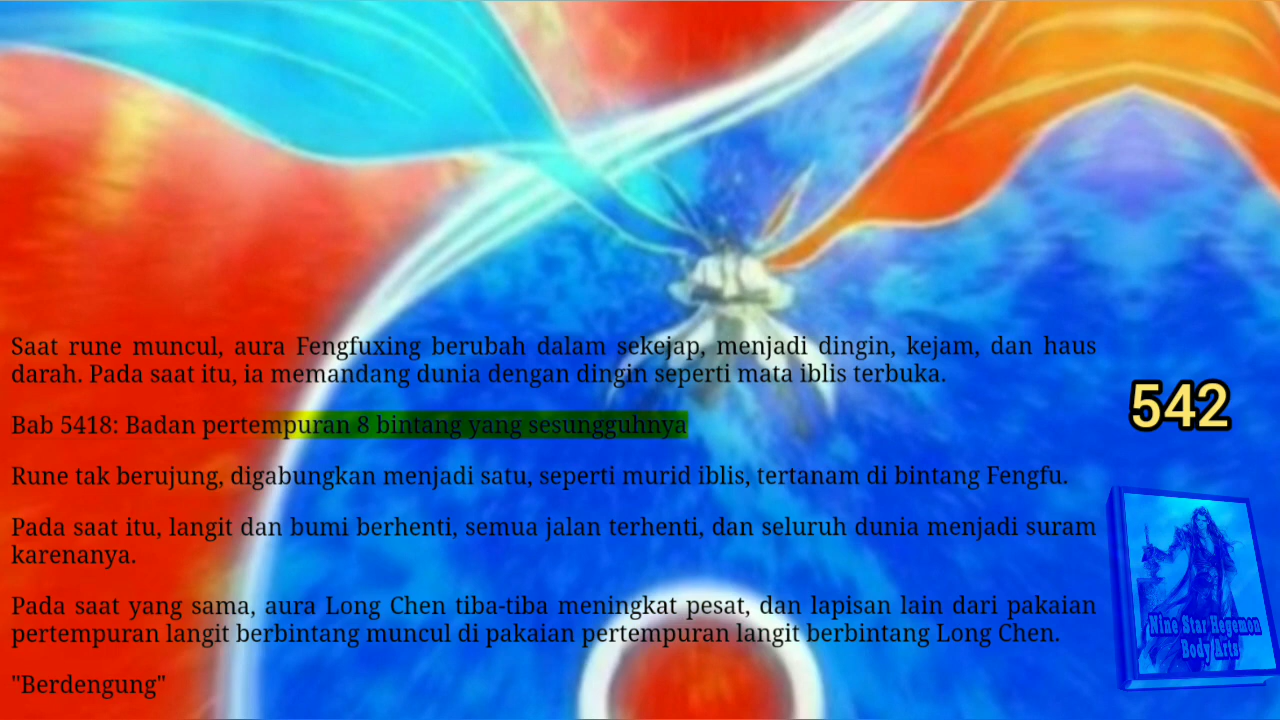 Saat rune muncul, aura Fengfuxing berubah dalam sekejap, menjadi dingin, kejam, dan haus
darah. Pada saat itu, ia memandang dunia dengan dingin seperti mata iblis terbuka.
Bab 5418: Badan pertempuran 8 bintang yang sesungguhnya
Rune tak berujung, digabungkan menjadi satu, seperti murid iblis, tertanam di bintang Fengfu.
Pada saat itu, langit dan bumi berhenti, semua jalan terhenti, dan seluruh dunia menjadi suram
karenanya.
Pada saat yang sama, aura Long Chen tiba-tiba meningkat pesat, dan lapisan lain dari pakaian
pertempuran langit berbintang muncul di pakaian pertempuran langit berbintang Long Chen.
"Berdengung"
542
Nine Star Hegemon
Body Arts